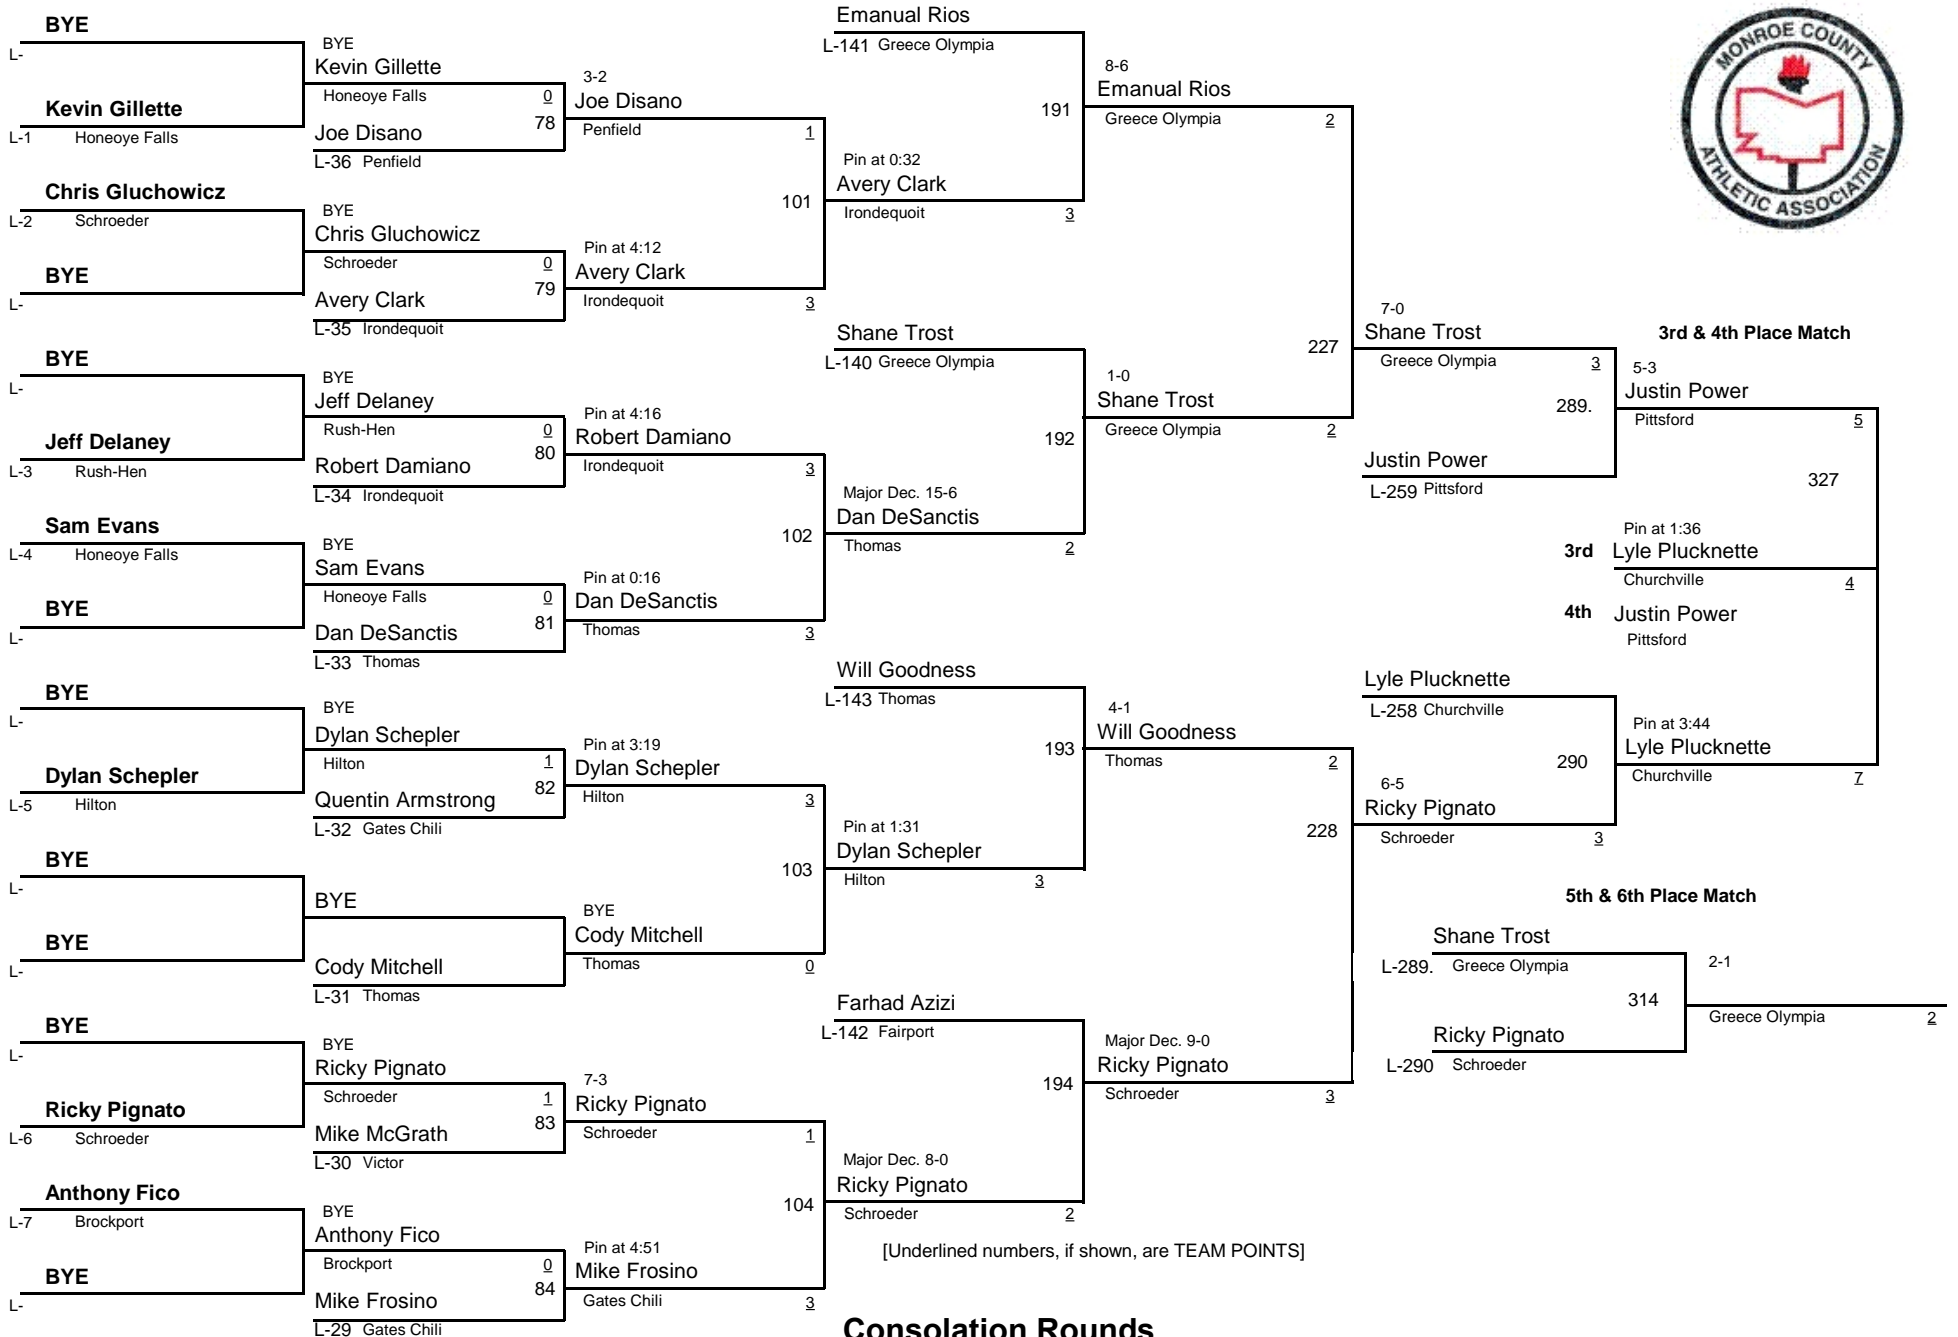 BYE
L-
Kevin Gillette
L-1 Honeoye Falls
Chris Gluchowicz
L-2 Schroeder
BYE
L-
BYE
L-
Jeff Delaney
L-3 Rush-Hen
Sam Evans
L-4 Honeoye Falls
BYE
L-
BYE
L-
Dylan Schepler
L-5 Hilton
BYE
L-
BYE
L-
BYE
L-
Ricky Pignato
L-6 Schroeder
Anthony Fico
L-7 Brockport
BYE
L-
BYE
Kevin Gillette
Honeoye Falls 0
78
Joe Disano
L-36 Penfield
BYE
Chris Gluchowicz
Schroeder 0
79
Avery Clark
L-35 Irondequoit
BYE
Jeff Delaney
Rush-Hen 0
80
Robert Damiano
L-34 Irondequoit
BYE
Sam Evans
Honeoye Falls 0
81
Dan DeSanctis
L-33 Thomas
BYE
Dylan Schepler
Hilton 1
82
Quentin Armstrong
L-32 Gates Chili
BYE
Cody Mitchell
L-31 Thomas
BYE
Ricky Pignato
Schroeder 1
83
Mike McGrath
L-30 Victor
BYE
Anthony Fico
Brockport 0
84
Mike Frosino
L-29 Gates Chili
3-2
Joe Disano
Penfield 1
101
Pin at 4:12
Avery Clark
Irondequoit 3
Pin at 4:16
Robert Damiano
Irondequoit 3
102
Pin at 0:16
Dan DeSanctis
Thomas 3
Pin at 3:19
Dylan Schepler
Hilton 3
103
BYE
Cody Mitchell
Thomas 0
7-3
Ricky Pignato
Schroeder 1
104
Pin at 4:51
Mike Frosino
Gates Chili 3
Emanual Rios
L-141 Greece Olympia
191
Pin at 0:32
Avery Clark
Irondequoit 3
Shane Trost
L-140 Greece Olympia
192
Major Dec. 15-6
Dan DeSanctis
Thomas 2
Will Goodness
L-143 Thomas
193
Pin at 1:31
Dylan Schepler
Hilton 3
Farhad Azizi
L-142 Fairport
194
Major Dec. 8-0
Ricky Pignato
Schroeder 2
[Underlined numbers, if shown, are TEAM POINTS]
Consolation Rounds
8-6
Emanual Rios
Greece Olympia 2
227
1-0
Shane Trost
Greece Olympia 2
4-1
Will Goodness
Thomas 2
228
Major Dec. 9-0
Ricky Pignato
Schroeder 3
7-0
Shane Trost
Greece Olympia 3
289.
Justin Power
L-259 Pittsford
Lyle Plucknette
L-258 Churchville
290
6-5
Ricky Pignato
Schroeder 3
MONROE COUNTY
ATHLETIC ASSOCIATION
3rd & 4th Place Match
5-3
Justin Power
Pittsford 5
327
Pin at 1:36
3rd Lyle Plucknette
Churchville 4
4th Justin Power
Pittsford
Pin at 3:44
Lyle Plucknette
Churchville 7
5th & 6th Place Match
Shane Trost
L-289. Greece Olympia
314
Ricky Pignato
L-290 Schroeder
2-1
Greece Olympia 2